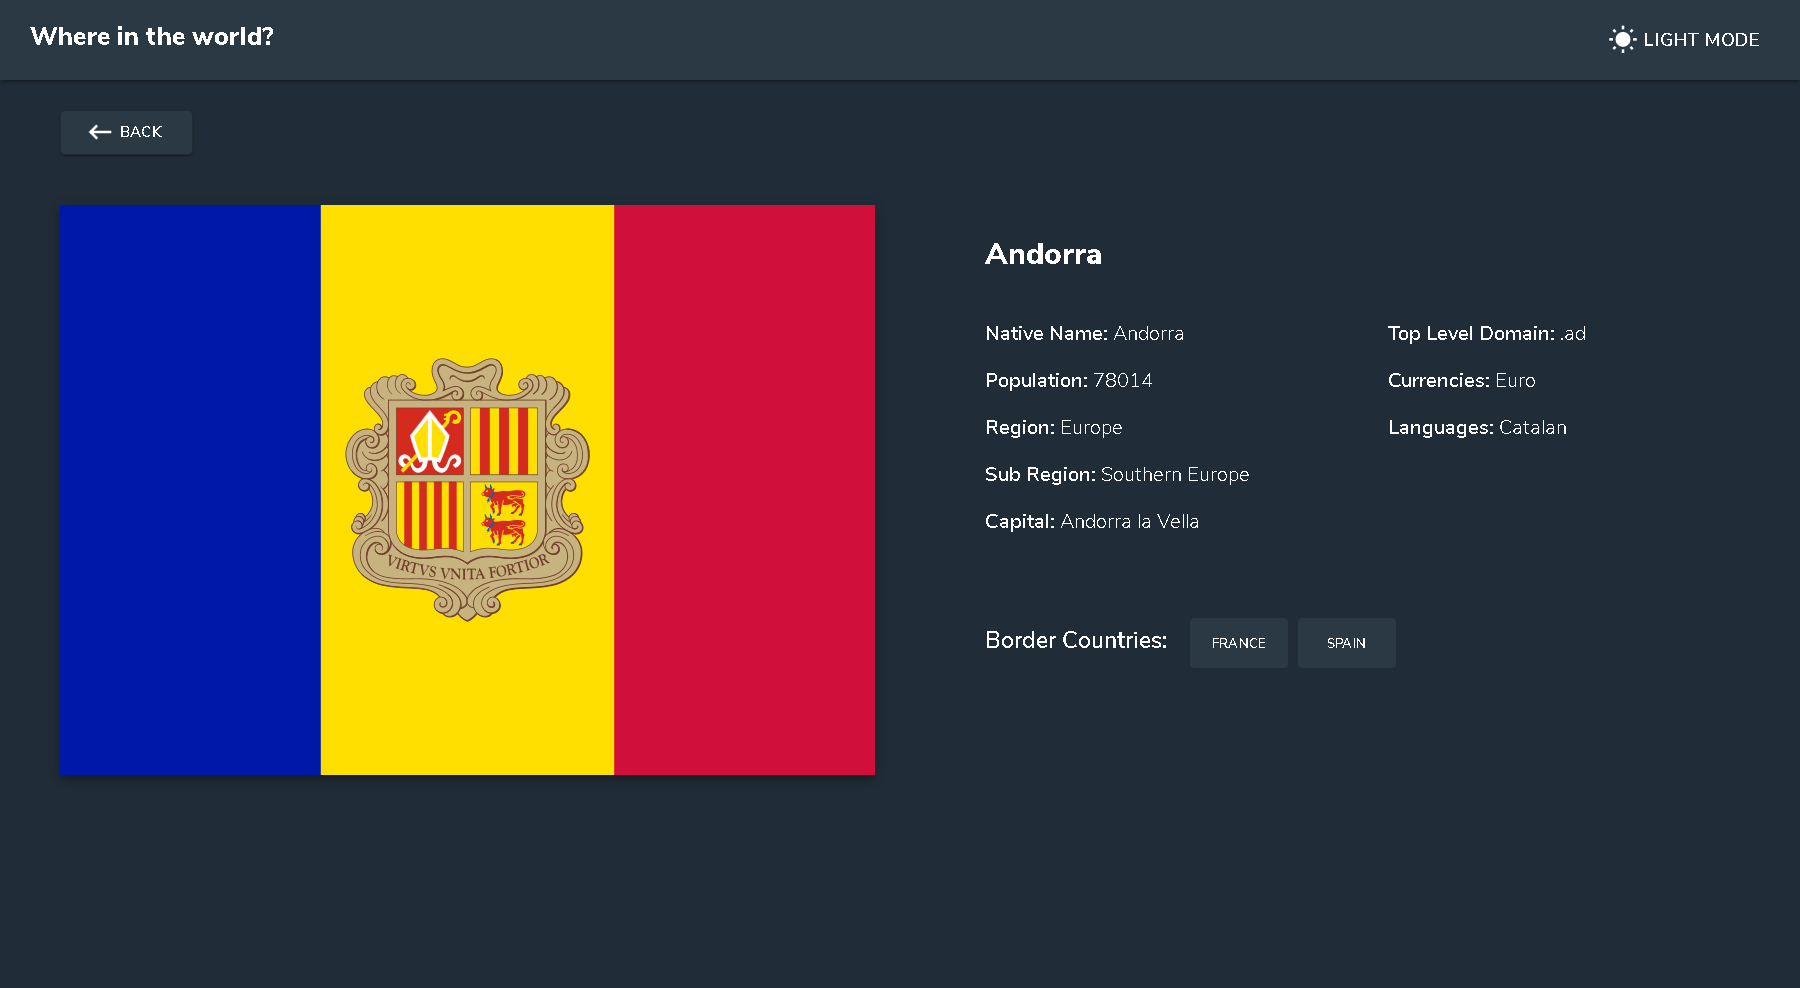 Where in the world?
LIGHT MODE
BACK
VIRTVS VNITA FORTIOR
Andorra
Native Name: Andorra
Population: 78014
Region: Europe
Sub Region: Southern Europe
Capital: Andorra la Vella
Top Level Domain: .ad
Currencies: Euro
Languages: Catalan
Border Countries:
FRANCE
SPAIN